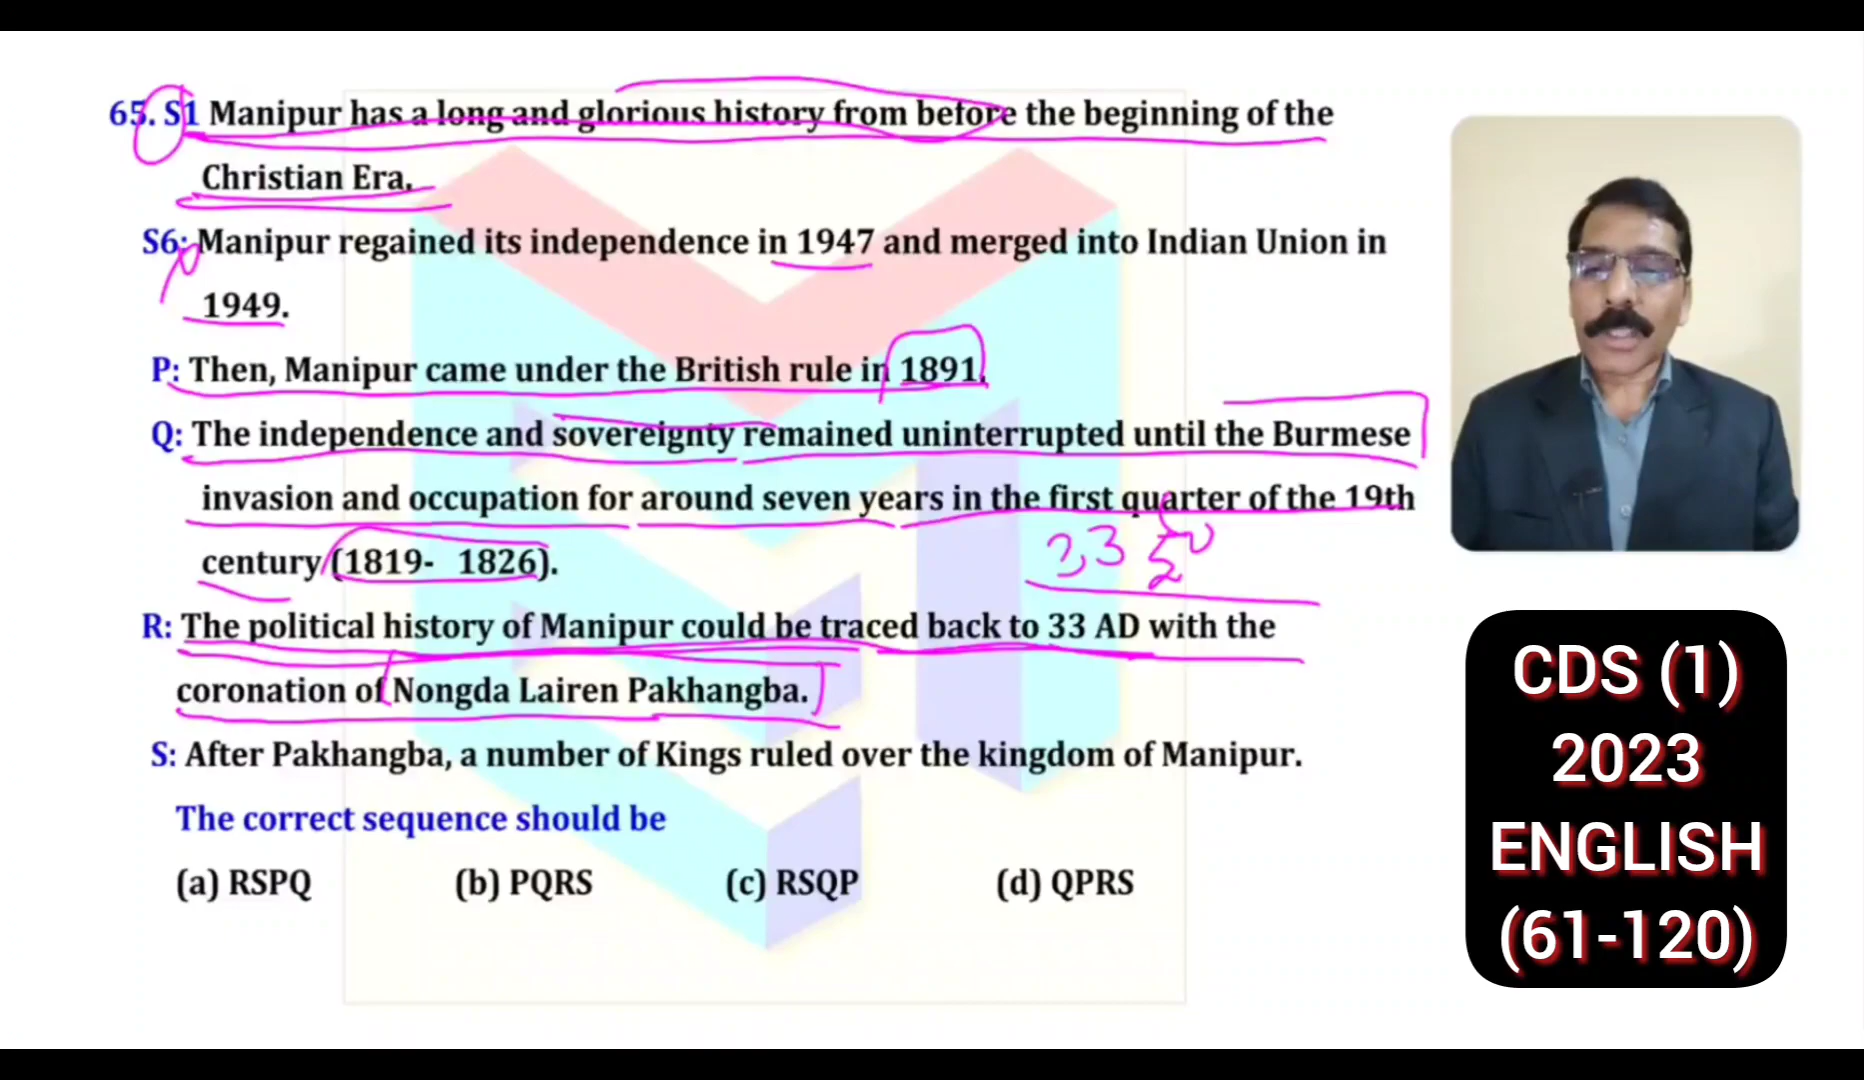 65. S1 Manipur has a long and glorious history from before the beginning of the
Christian Era.
S6: Manipur regained its independence in 1947 and merged into Indian Union in
1949.
P: Then, Manipur came under the British rule in 1891.
Q: The independence and sovereignty remained uninterrupted until the Burmese
invasion and occupation for around seven years in the first quarter of the 19th
century (1819- 1826).
33
R: The political history of Manipur could be traced back to 33 AD with the
coronation of Nongda Lairen Pakhangba.
S: After Pakhangba, a number of Kings ruled over the kingdom of Manipur.
The correct sequence should be
(a) RSPQ (b) PQRS (c) RSQP (d) QPRS
CDS (1)
2023
ENGLISH
(61-120)